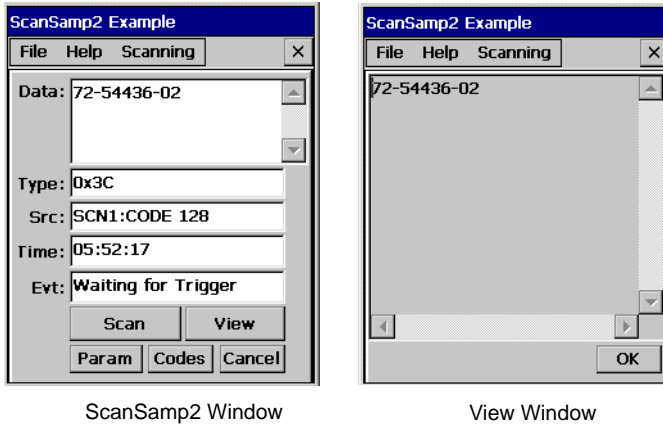 ScanSamp2 Example
File Help Scanning
Data: 72-54436-02
Type: 0x3C
Src: SCN1:CODE 128
Time: 05:52:17
Evt: Waiting for Trigger
Scan View
Param Codes Cancel
ScanSamp2 Window
ScanSamp2 Example
File Help Scanning
72-54436-02
OK
View Window